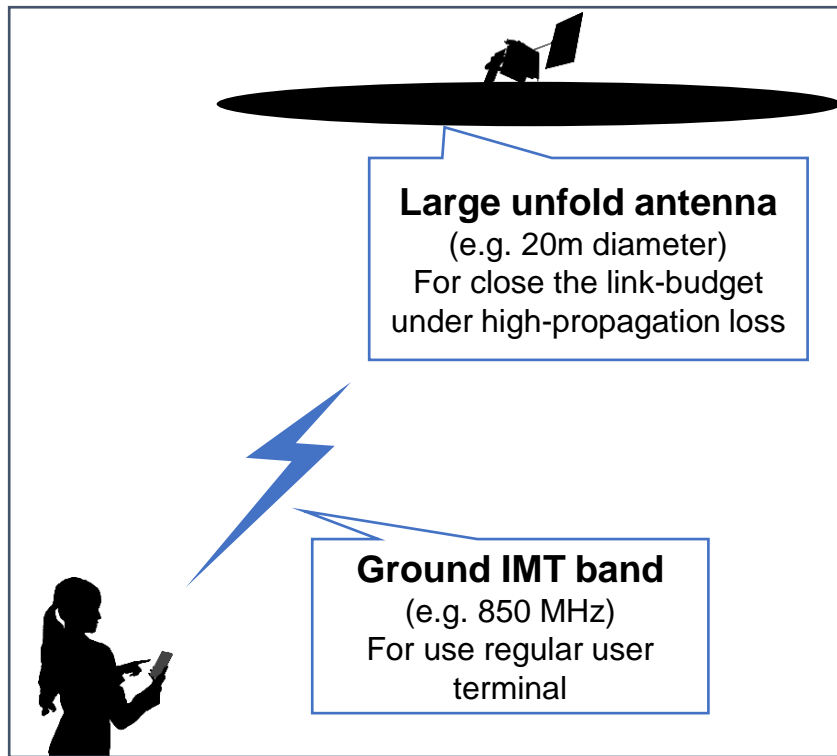 Large unfold antenna
(e.g. 20m diameter)
For close the link-budget
under high-propagation loss
Ground IMT band
(e.g. 850 MHz)
For use regular user
terminal